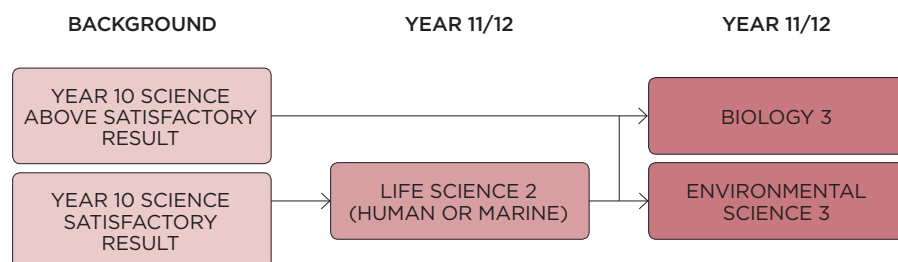 BACKGROUND
YEAR 11/12
YEAR 11/12
YEAR 10 SCIENCE
ABOVE SATISFACTORY
RESULT
BIOLOGY 3
YEAR 10 SCIENCE
SATISFACTORY
RESULT
LIFE SCIENCE 2
(HUMAN OR MARINE)
ENVIRONMENTAL
SCIENCE 3